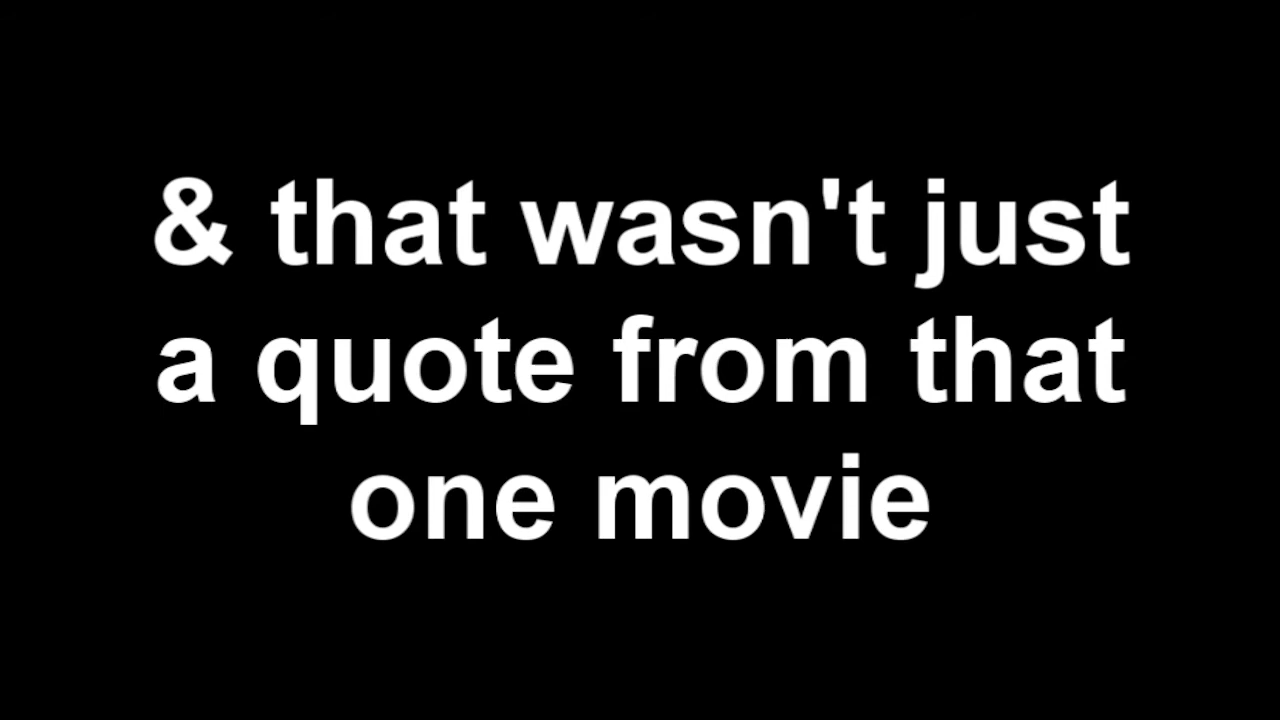 & that wasn't just
a quote from that
one movie